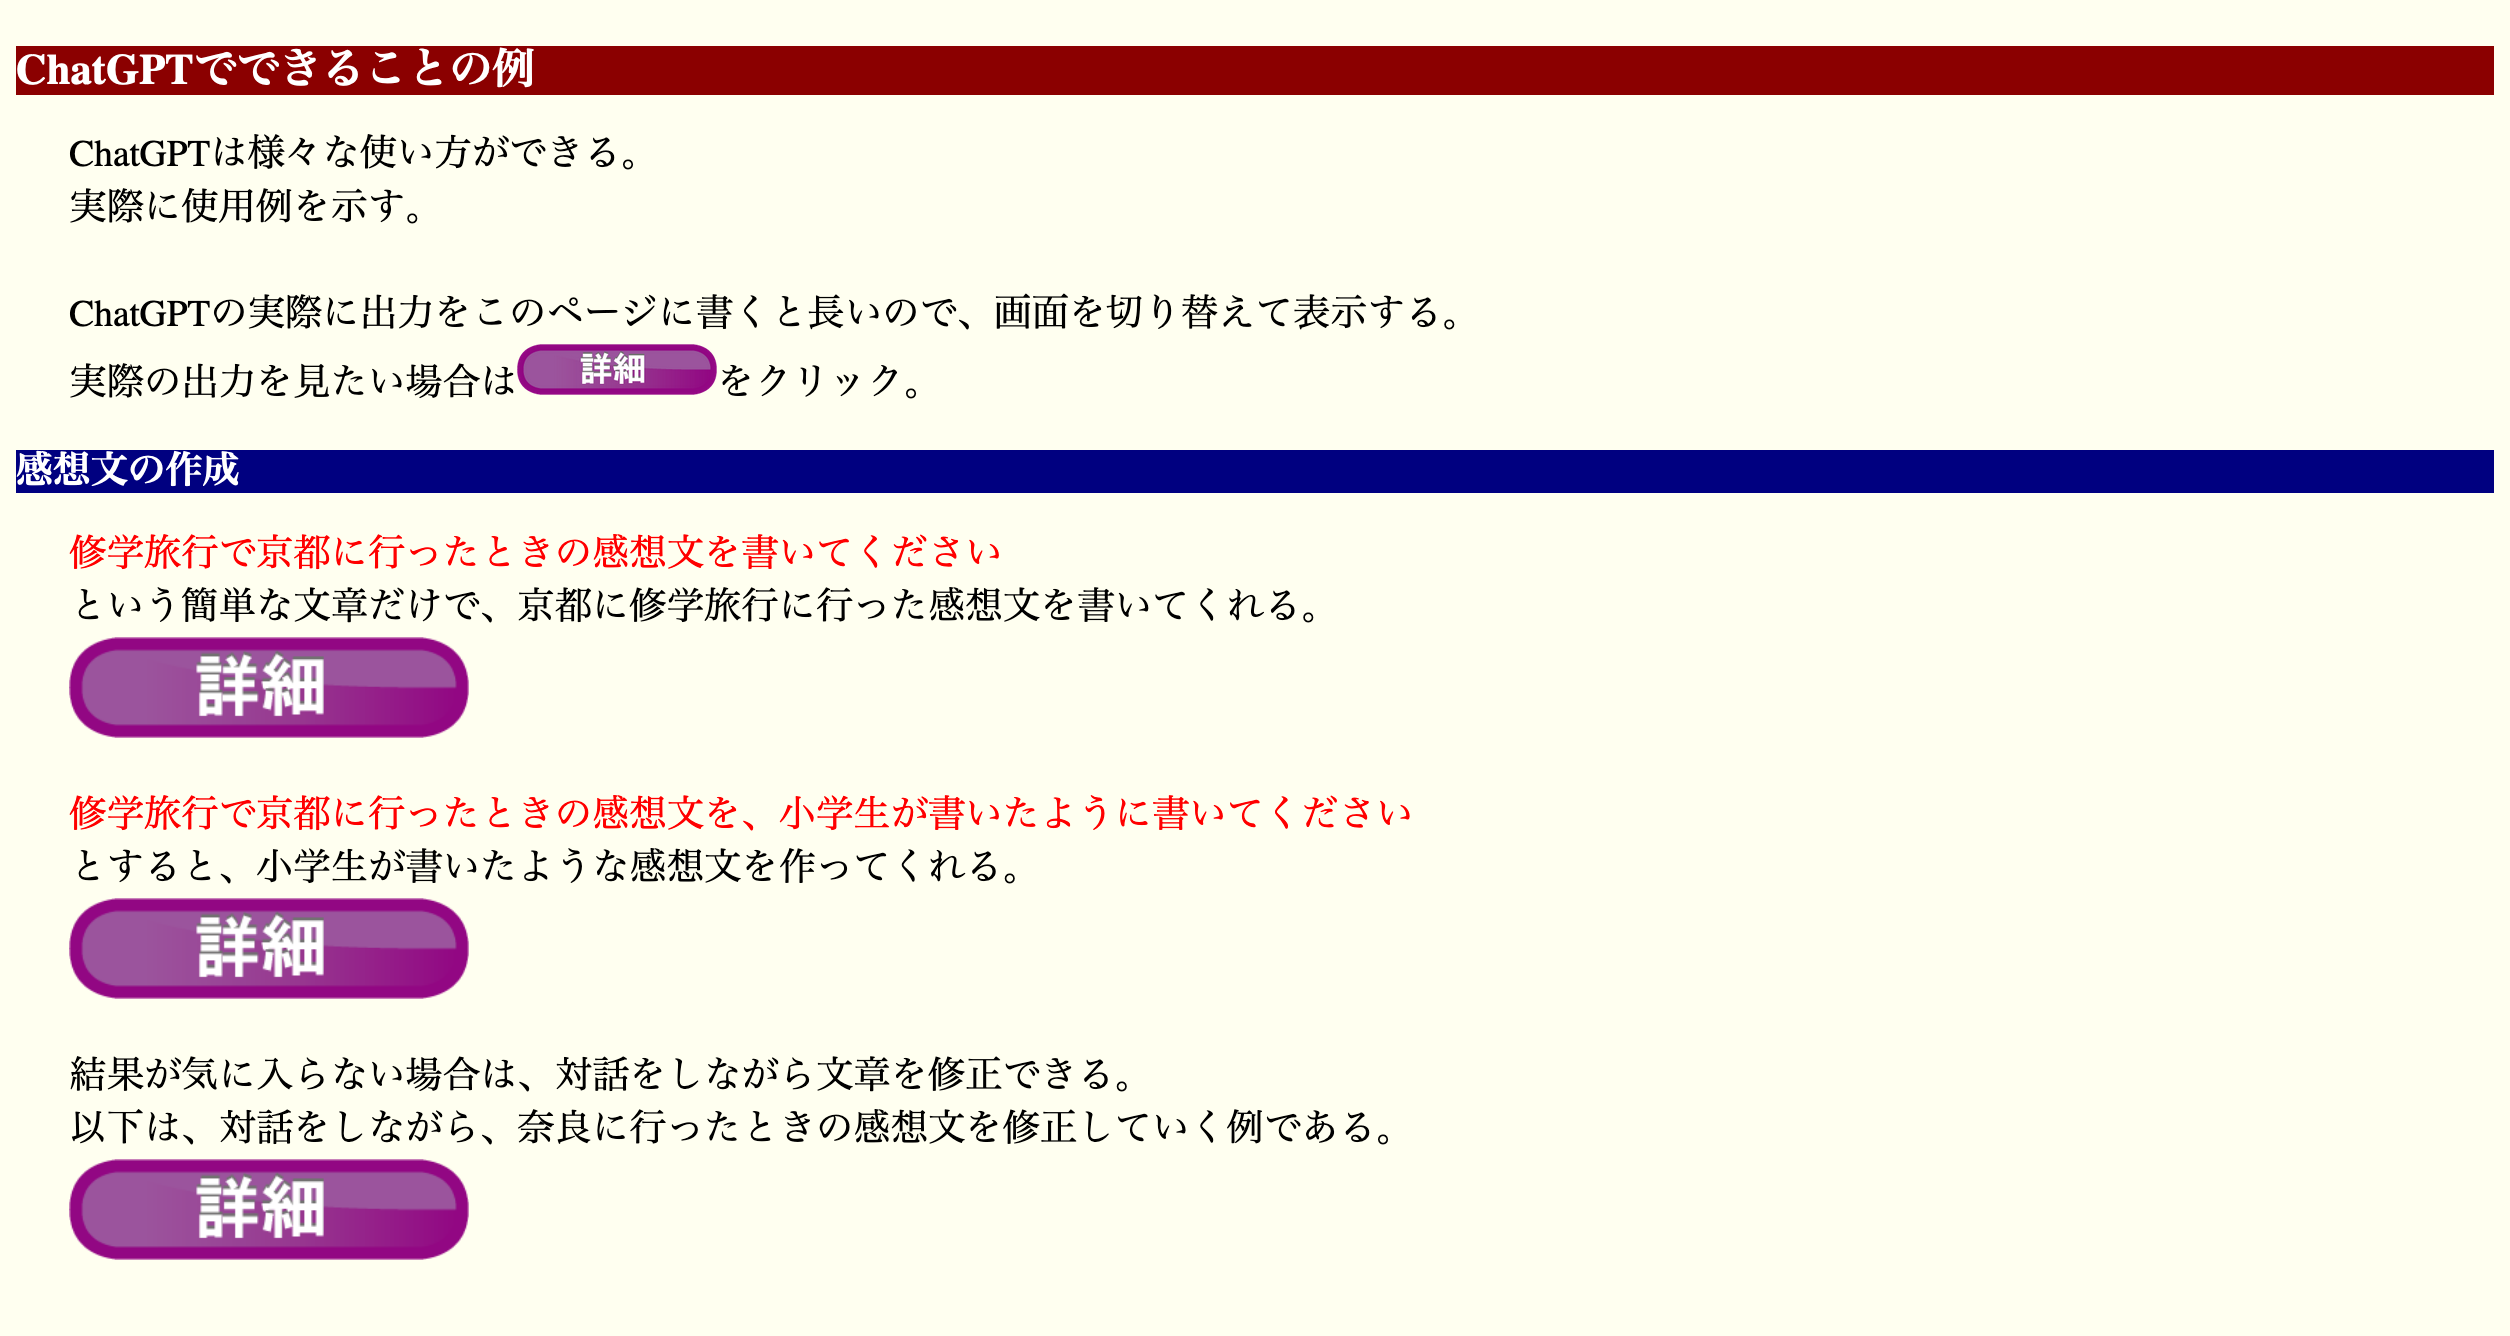 ChatGPTでできることの例
ChatGPTは様々な使い方ができる。
実際に使用例を示す。
ChatGPTの実際に出力をこのページに書くと長いので、画面を切り替えて表示する。
実際の出力を見たい場合は詳細をクリック。
感想文の作成
修学旅行で京都に行ったときの感想文を書いてください
という簡単な文章だけで、京都に修学旅行に行った感想文を書いてくれる。
詳細
修学旅行で京都に行ったときの感想文を、小学生が書いたように書いてください
とすると、小学生が書いたような感想文を作ってくれる。
詳細
結果が気に入らない場合は、対話をしながら文章を修正できる。
以下は、対話をしながら、奈良に行ったときの感想文を修正していく例である。
詳細